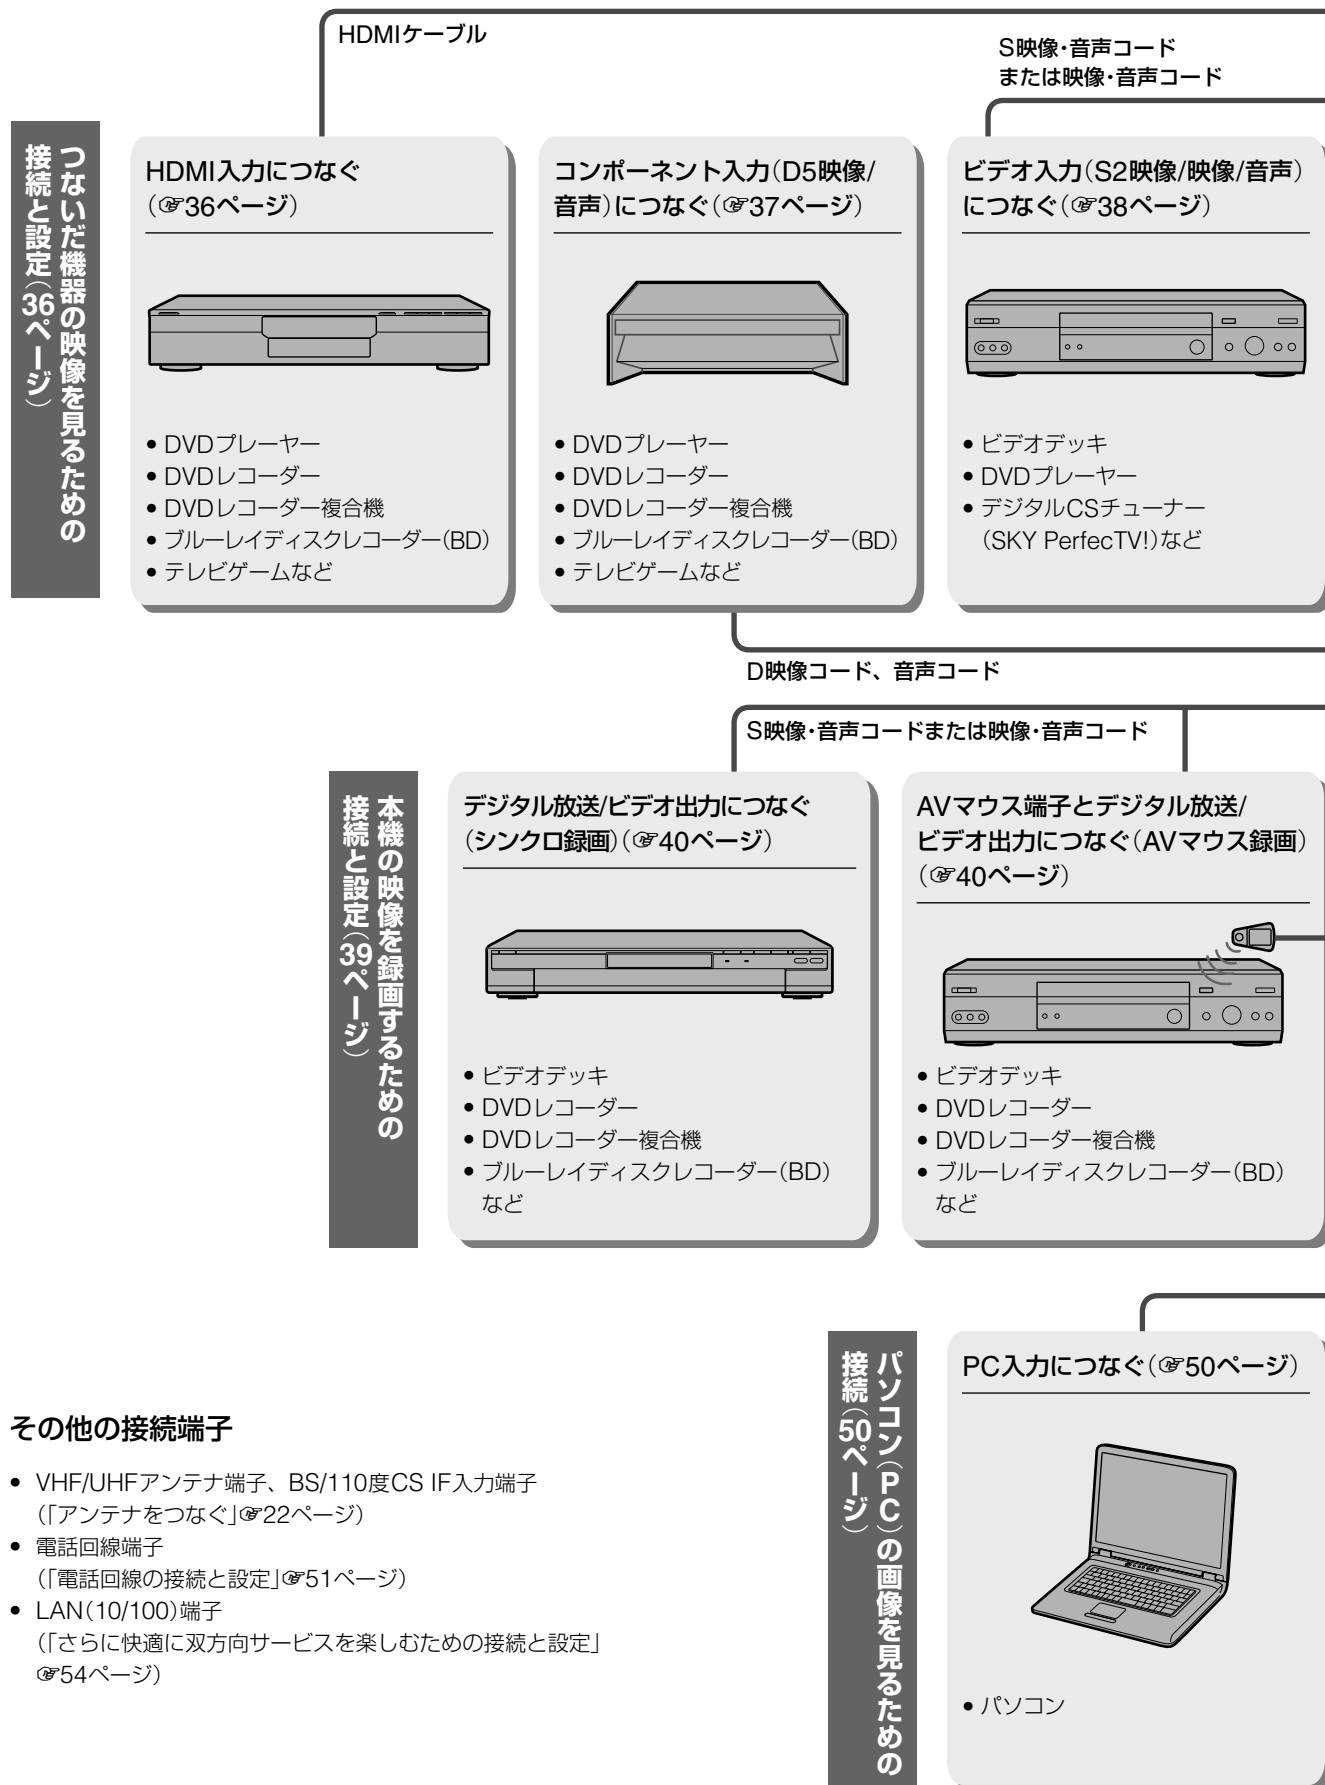 HDMIケーブル
S映像･音声コード
または映像･音声コード
つないだ機器の映像を見るための
接続と設定（36ページ）
HDMI入力につなぐ
（☞36ページ）
• DVDプレーヤー
• DVDレコーダー
• DVDレコーダー複合機
• ブルーレイディスクレコーダー（BD）
• テレビゲームなど
コンポーネント入力（D5映像/
音声）につなぐ（☞37ページ）
• DVDプレーヤー
• DVDレコーダー
• DVDレコーダー複合機
• ブルーレイディスクレコーダー（BD）
• テレビゲームなど
ビデオ入力（S2映像/映像/音声）
につなぐ（☞38ページ）
• ビデオデッキ
• DVDプレーヤー
• デジタルCSチューナー
（SKY PerfecTV!）など
D映像コード、音声コード
S映像･音声コードまたは映像･音声コード
本機の映像を録画するための
接続と設定（39ページ）
デジタル放送/ビデオ出力につなぐ
（シンクロ録画）（☞40ページ）
• ビデオデッキ
• DVDレコーダー
• DVDレコーダー複合機
• ブルーレイディスクレコーダー（BD）
など
AVマウス端子とデジタル放送/
ビデオ出力につなぐ（AVマウス録画）
（☞40ページ）
• ビデオデッキ
• DVDレコーダー
• DVDレコーダー複合機
• ブルーレイディスクレコーダー（BD）
など
パソコン（PC）の画像を見るための
接続（50ページ）
PC入力につなぐ（☞50ページ）
• パソコン
その他の接続端子
• VHF/UHFアンテナ端子、BS/110度CS IF入力端子
（｢アンテナをつなぐ｣☞22ページ）
• 電話回線端子
（｢電話回線の接続と設定｣☞51ページ）
• LAN（10/100）端子
（｢さらに快適に双方向サービスを楽しむための接続と設定｣
☞54ページ）